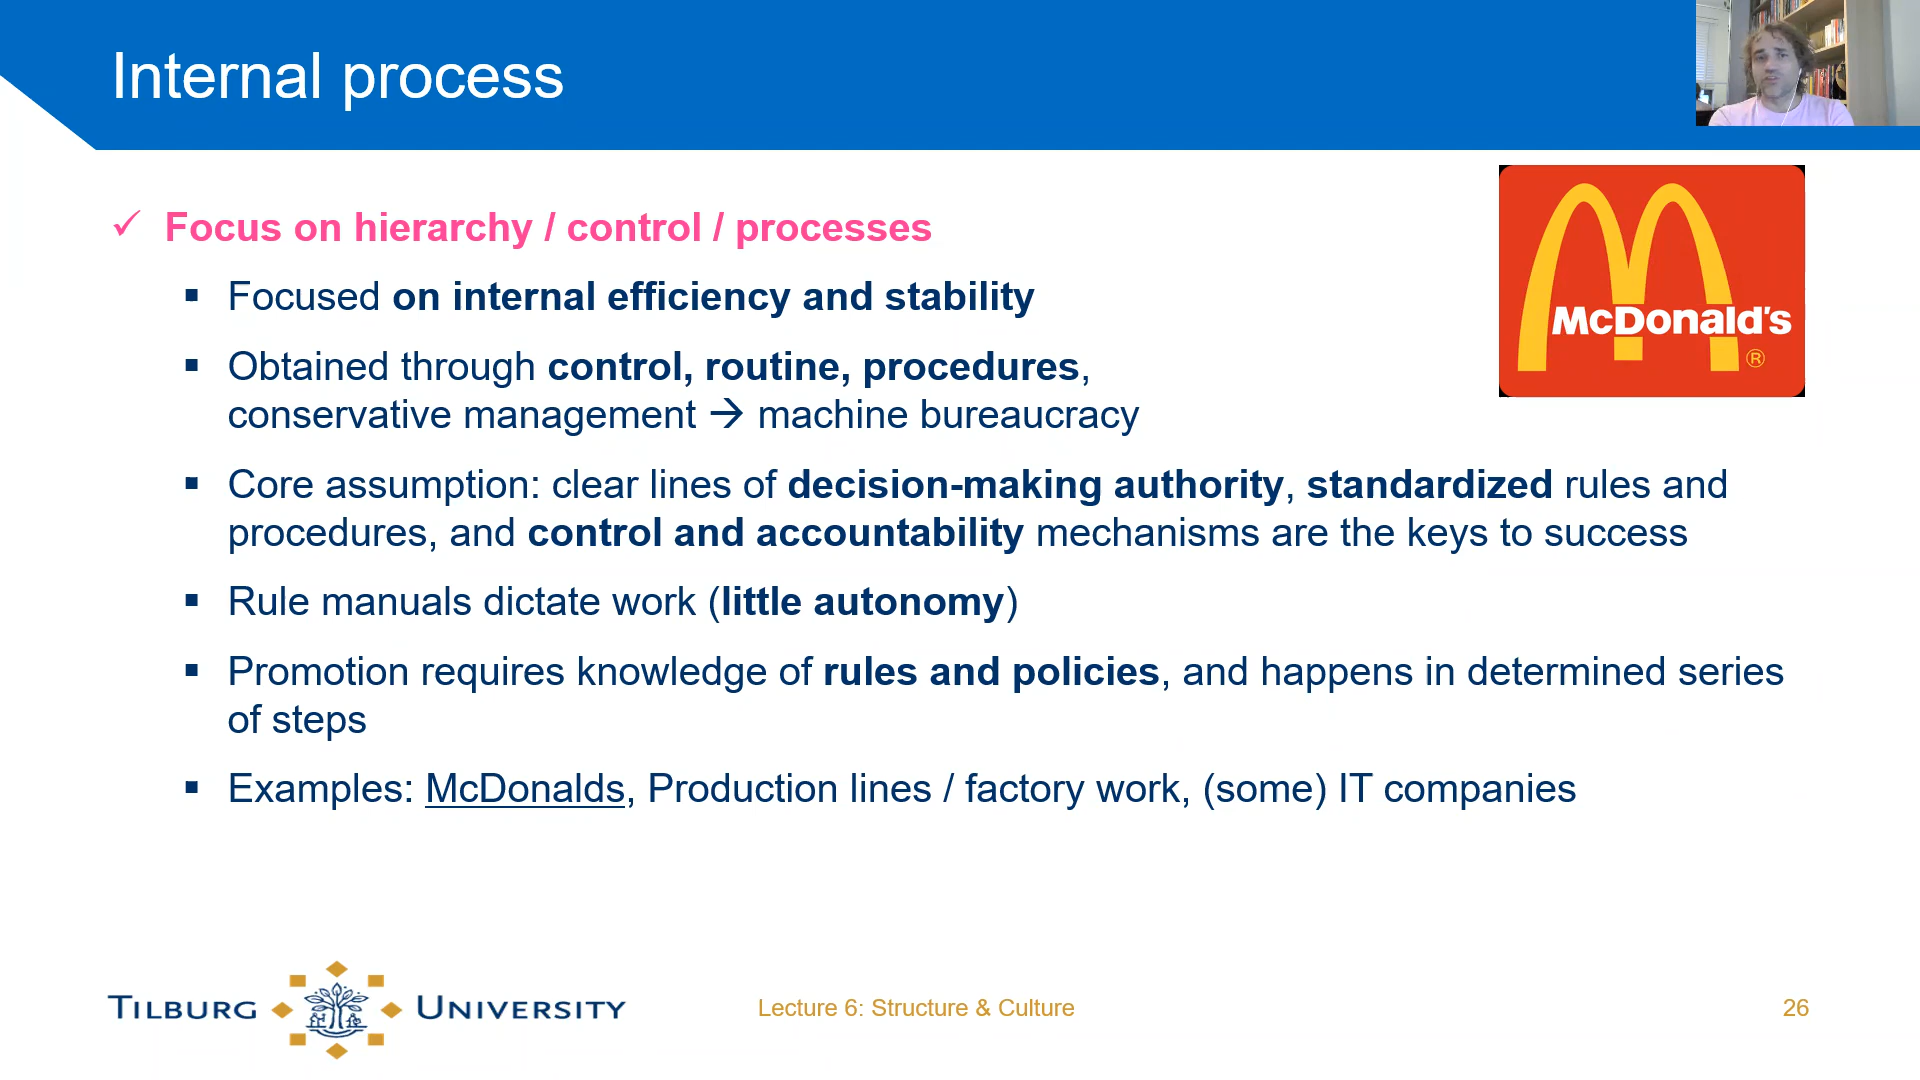 Internal process
✓ Focus on hierarchy / control / processes
▪ Focused on internal efficiency and stability
▪ Obtained through control, routine, procedures,
conservative management → machine bureaucracy
▪ Core assumption: clear lines of decision-making authority, standardized rules and
procedures, and control and accountability mechanisms are the keys to success
▪ Rule manuals dictate work (little autonomy)
▪ Promotion requires knowledge of rules and policies, and happens in determined series
of steps
▪ Examples: McDonalds, Production lines / factory work, (some) IT companies
McDonald's
®
TILBURG UNIVERSITY
Lecture 6: Structure & Culture
26